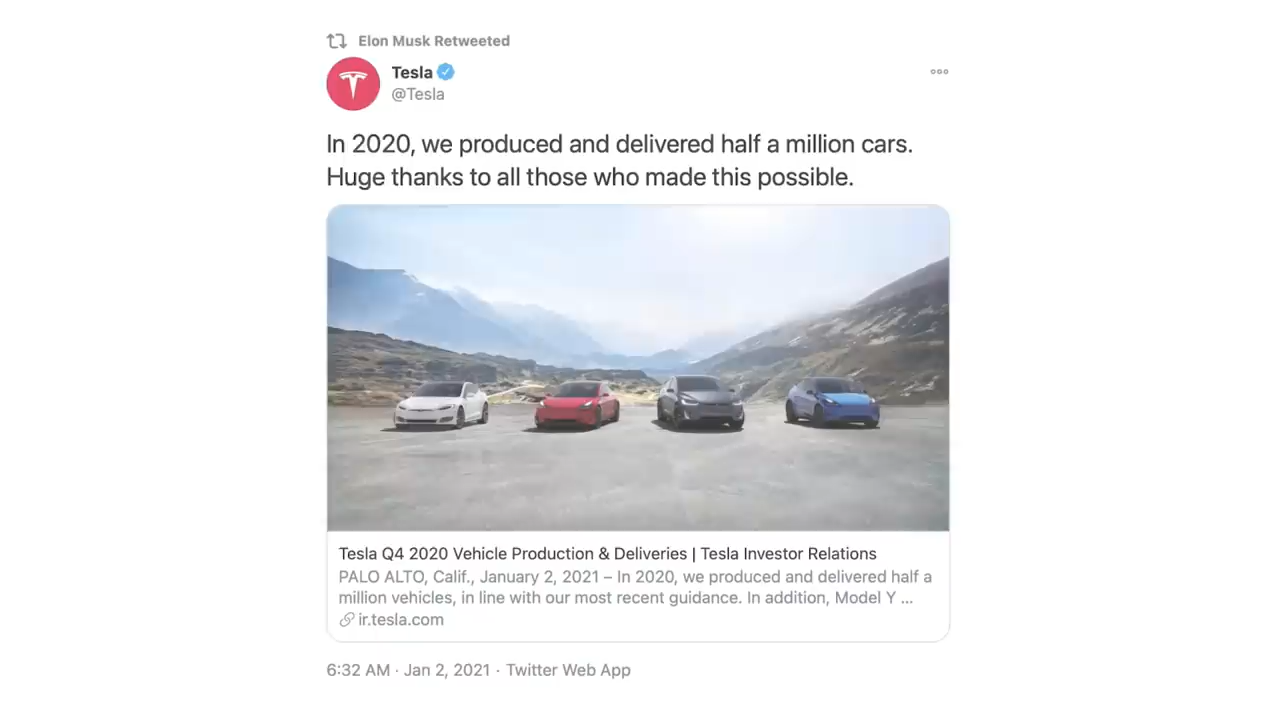 Elon Musk Retweeted
Tesla
@Tesla
In 2020, we produced and delivered half a million cars.
Huge thanks to all those who made this possible.
Tesla Q4 2020 Vehicle Production & Deliveries | Tesla Investor Relations
PALO ALTO, Calif., January 2, 2021 – In 2020, we produced and delivered half a
million vehicles, in line with our most recent guidance. In addition, Model Y ...
ir.tesla.com
6:32 AM · Jan 2, 2021 · Twitter Web App